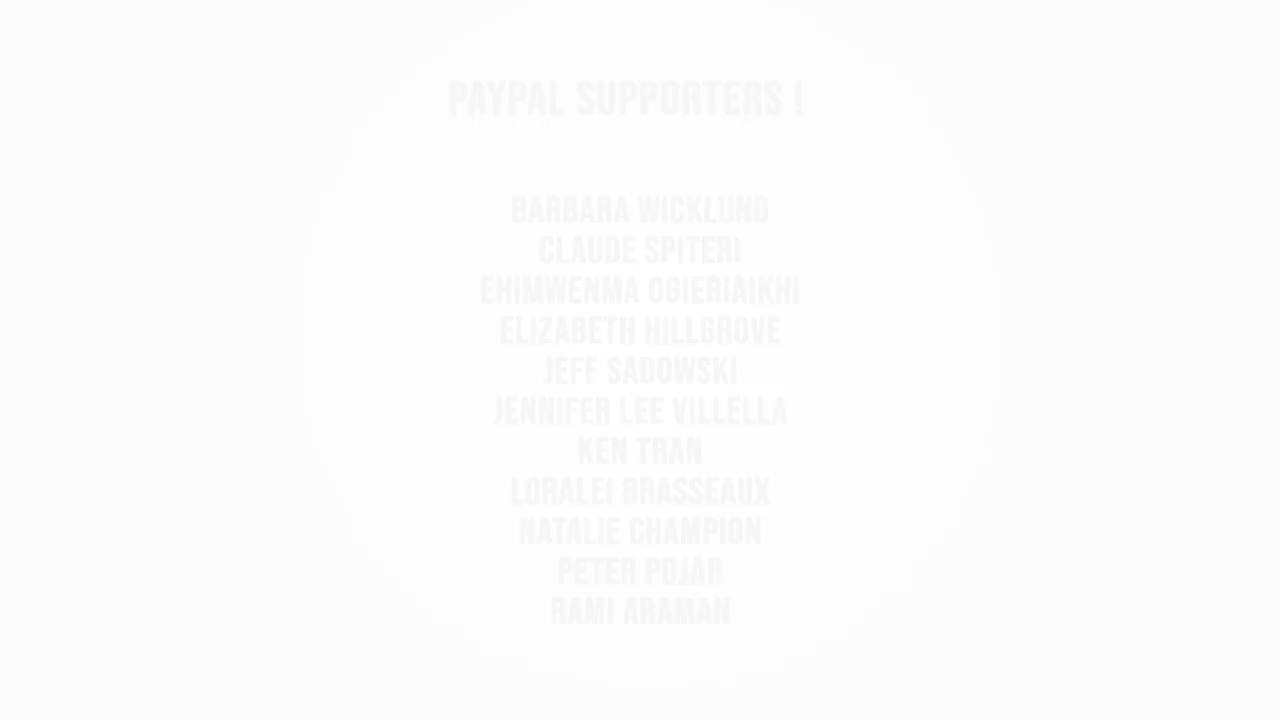 PAYPAL SUPPORTERS !
BARBARA WICKLUND
CLAUDE SPITERI
EHIMWENMA OGIERIAIKHI
ELIZABETH HILLGROVE
JEFF SADOWSKI
JENNIFER LEE VILLELLA
KEN TRAN
LORALEI BRASSEAUX
NATALIE CHAMPION
PETER POJAR
RAMI ARAMAN